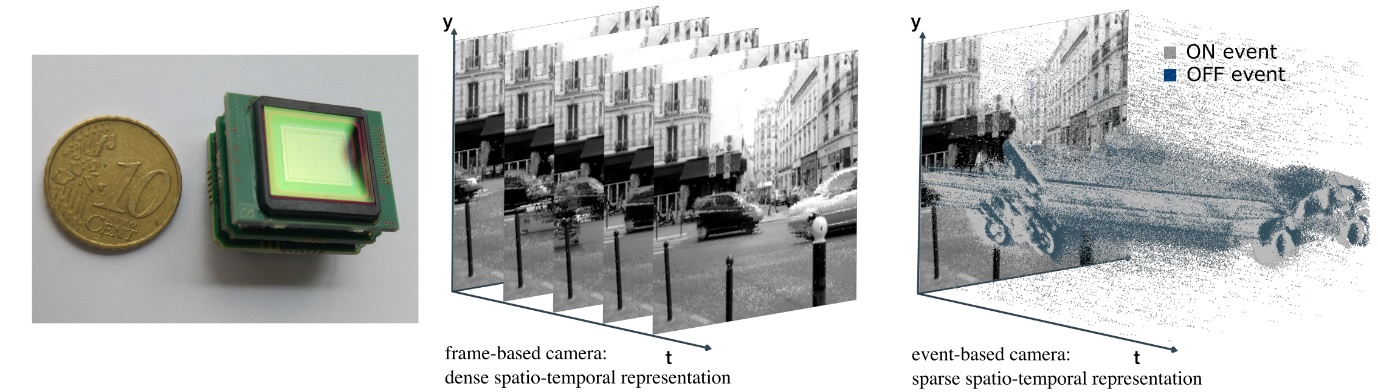 10
CENT
y
t
frame-based camera:
dense spatio-temporal representation
y
ON event
OFF event
t
event-based camera:
sparse spatio-temporal representation